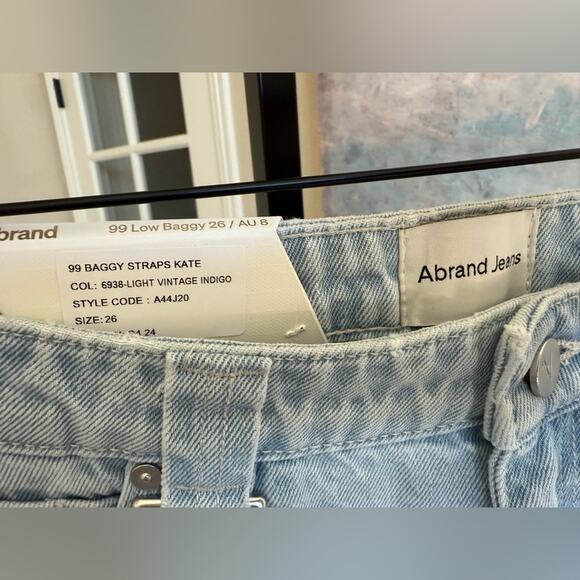 brand
99 Low Baggy 26 / AU 8
99 BAGGY STRAPS KATE
COL: 6938-LIGHT VINTAGE INDIGO
STYLE CODE : A44J20
SIZE: 26
24
Abrand Jeans